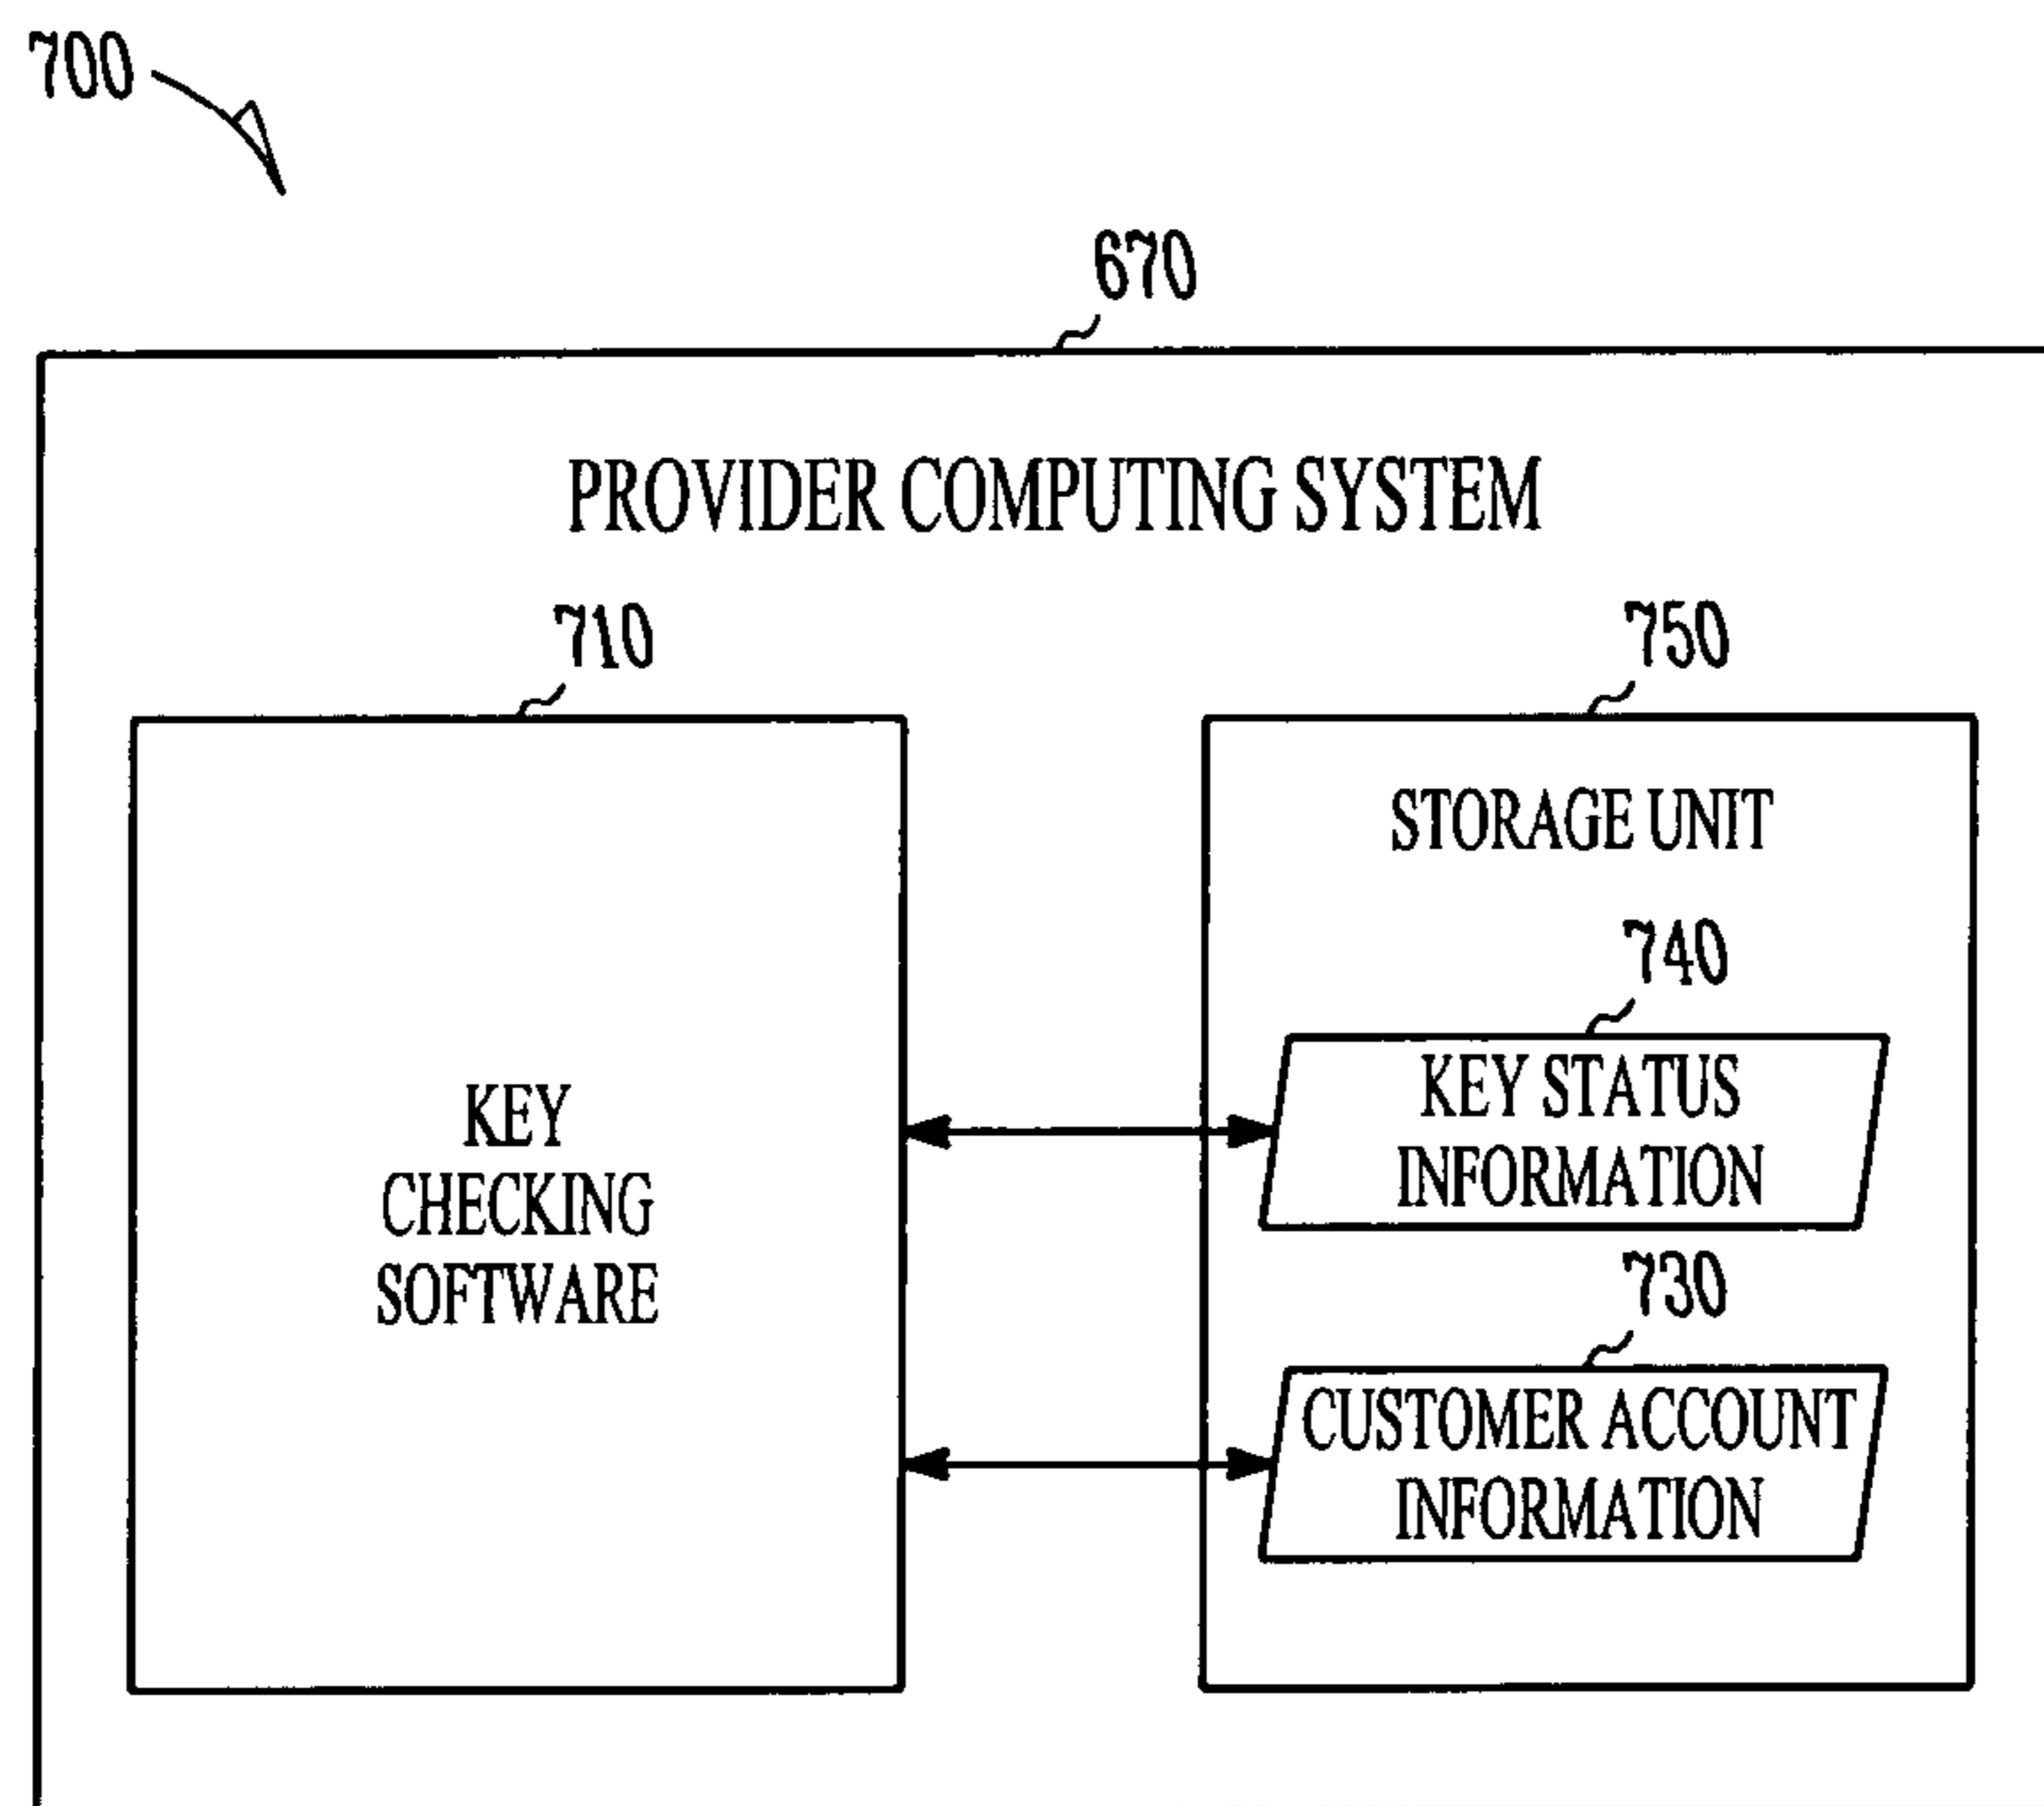 700
670
PROVIDER COMPUTING SYSTEM
710
750
STORAGE UNIT
740
KEY STATUS
INFORMATION
KEY
CHECKING
SOFTWARE
730
CUSTOMER ACCOUNT
INFORMATION